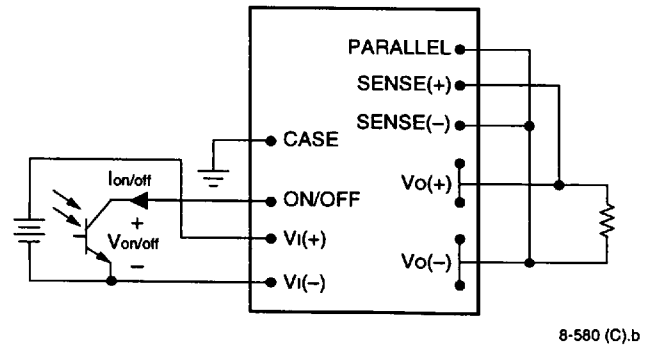 PARALLEL
SENSE(+)
SENSE(–)
CASE
Ion/off
ON/OFF
VO(+)
+
Von/off
–
VI(+)
VO(–)
VI(–)
8-580 (C).b